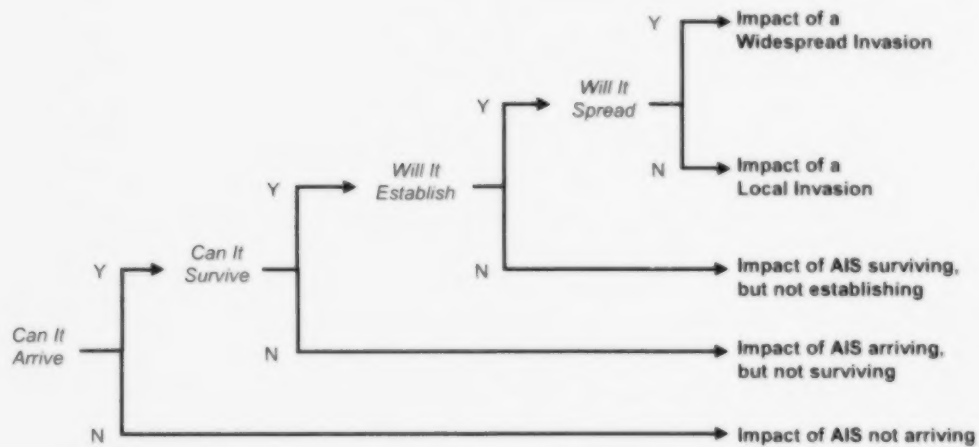 Y
Impact of a
Widespread Invasion
Will It
Spread
Y
N
Impact of a
Local Invasion
Will It
Establish
Y
N
Impact of AIS surviving,
but not establishing
Can It
Survive
Y
N
Impact of AIS arriving,
but not surviving
Can It
Arrive
N
Impact of AIS not arriving